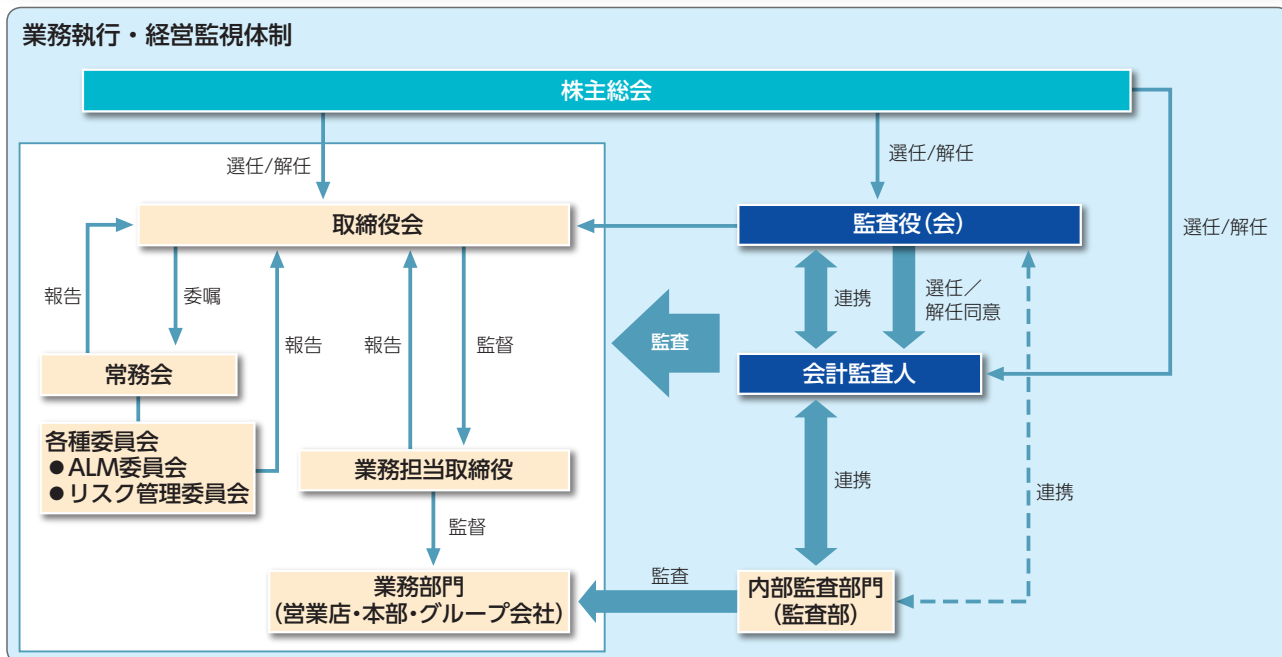 業務執行・経営監視体制
株主総会
選任/解任
選任/解任
選任/解任
取締役会
監査役(会)
報告
委嘱
報告
報告
監督
連携
選任／
解任同意
監査
常務会
会計監査人
各種委員会
●ALM委員会
●リスク管理委員会
業務担当取締役
連携
連携
監督
監査
業務部門
(営業店・本部・グループ会社)
内部監査部門
(監査部)